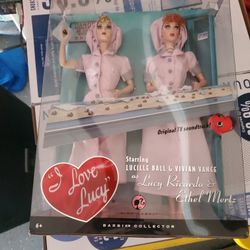 Original TV soundtrack!
I Love
Lucy
Starring
LUCILLE BALL & VIVIAN VANCE
as Lucy Ricardo &
Ethel Mertz
BARBIE COLLECTOR